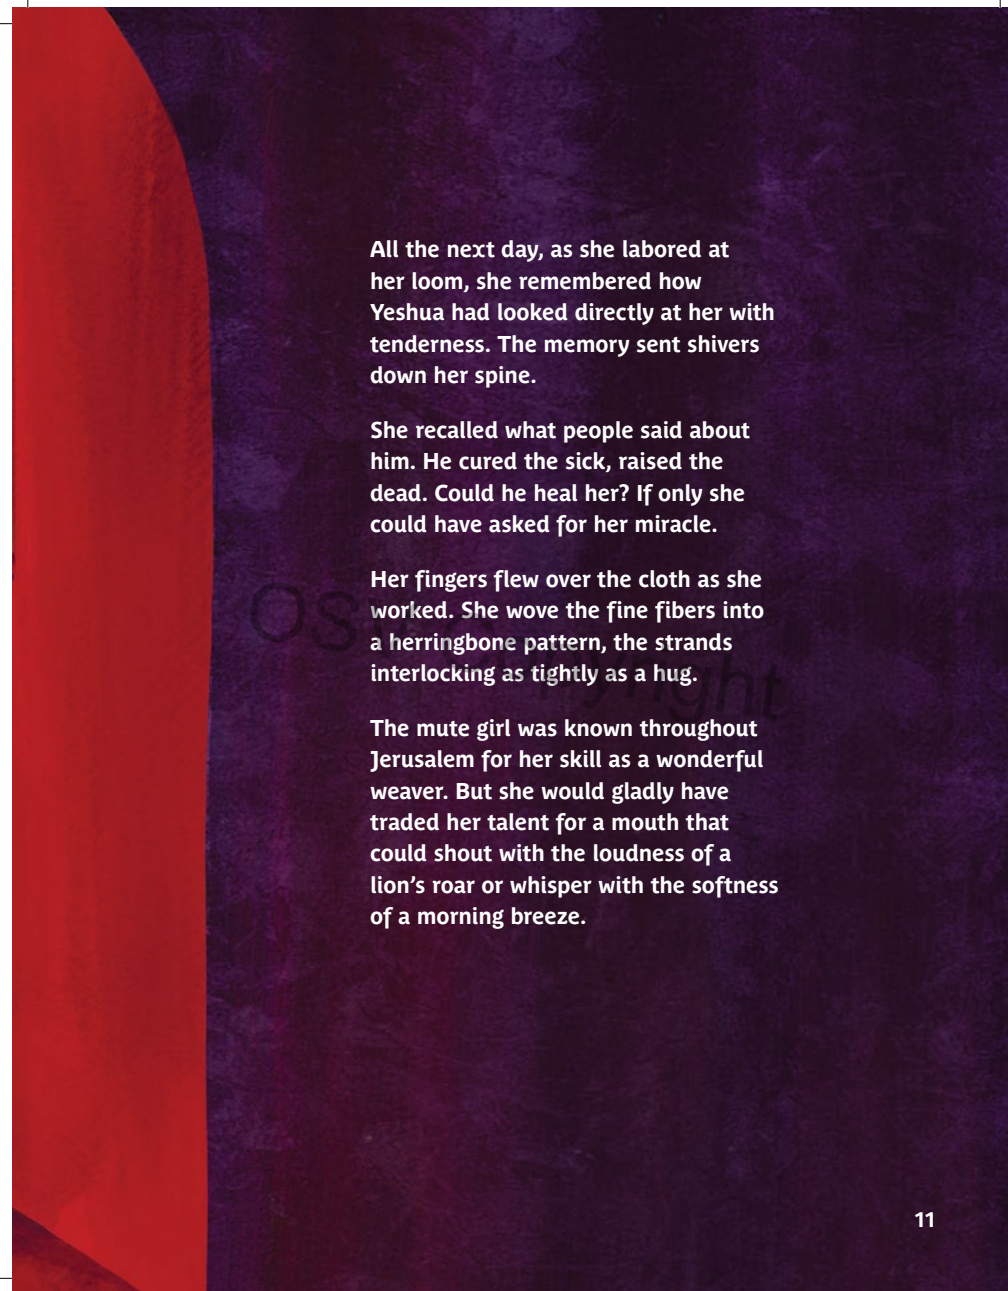 All the next day, as she labored at
her loom, she remembered how
Yeshua had looked directly at her with
tenderness. The memory sent shivers
down her spine.
She recalled what people said about
him. He cured the sick, raised the
dead. Could he heal her? If only she
could have asked for her miracle.
Her fingers flew over the cloth as she
worked. She wove the fine fibers into
a herringbone pattern, the strands
interlocking as tightly as a hug.
The mute girl was known throughout
Jerusalem for her skill as a wonderful
weaver. But she would gladly have
traded her talent for a mouth that
could shout with the loudness of a
lion’s roar or whisper with the softness
of a morning breeze.
11